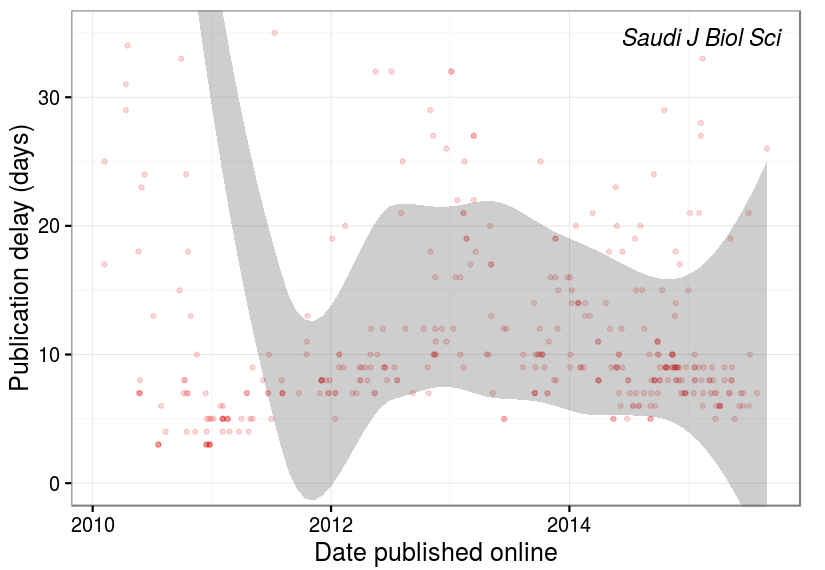 Saudi J Biol Sci
Publication delay (days)
30
20
10
0
2010
2012
2014
Date published online